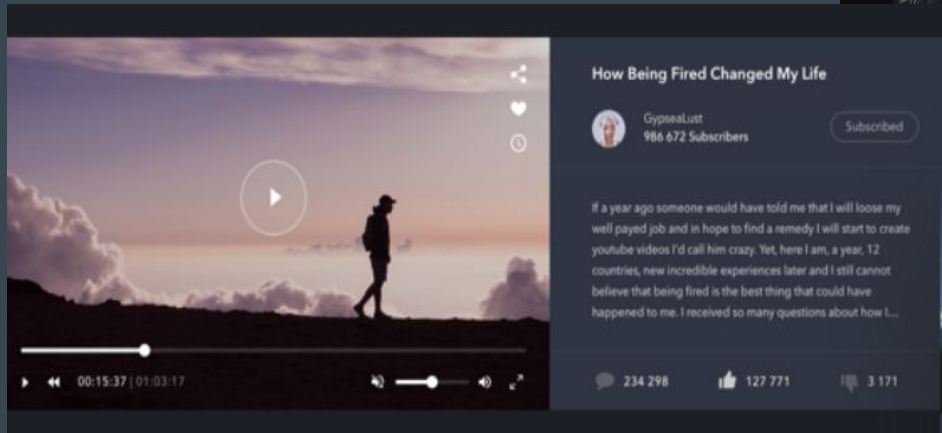 How Being Fired Changed My Life
GypseaLust
986 672 Subscribers
Subscribed
If a year ago someone would have told me that I will loose my
well payed job and in hope to find a remedy I will start to create
youtube videos I'd call him crazy. Yet, here I am, a year, 12
countries, new incredible experiences later and I still cannot
believe that being fired is the best thing that could have
happened to me. I received so many questions about how I...
00:15:37 | 01:03:17
234 298
127 771
3 171